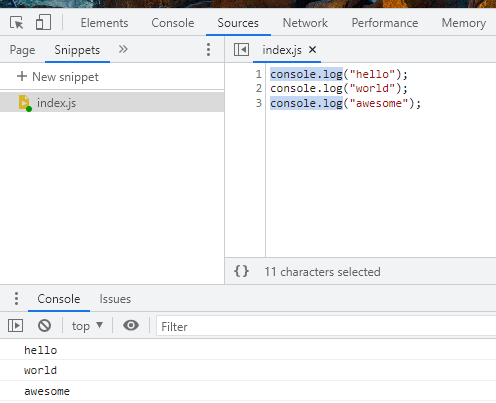 Elements Console Sources Network Performance Memory
Page Snippets »
+ New snippet
index.js
index.js ×
1 console.log("hello");
2 console.log("world");
3 console.log("awesome");
{} 11 characters selected
Console Issues
top ▼ Filter
hello
world
awesome